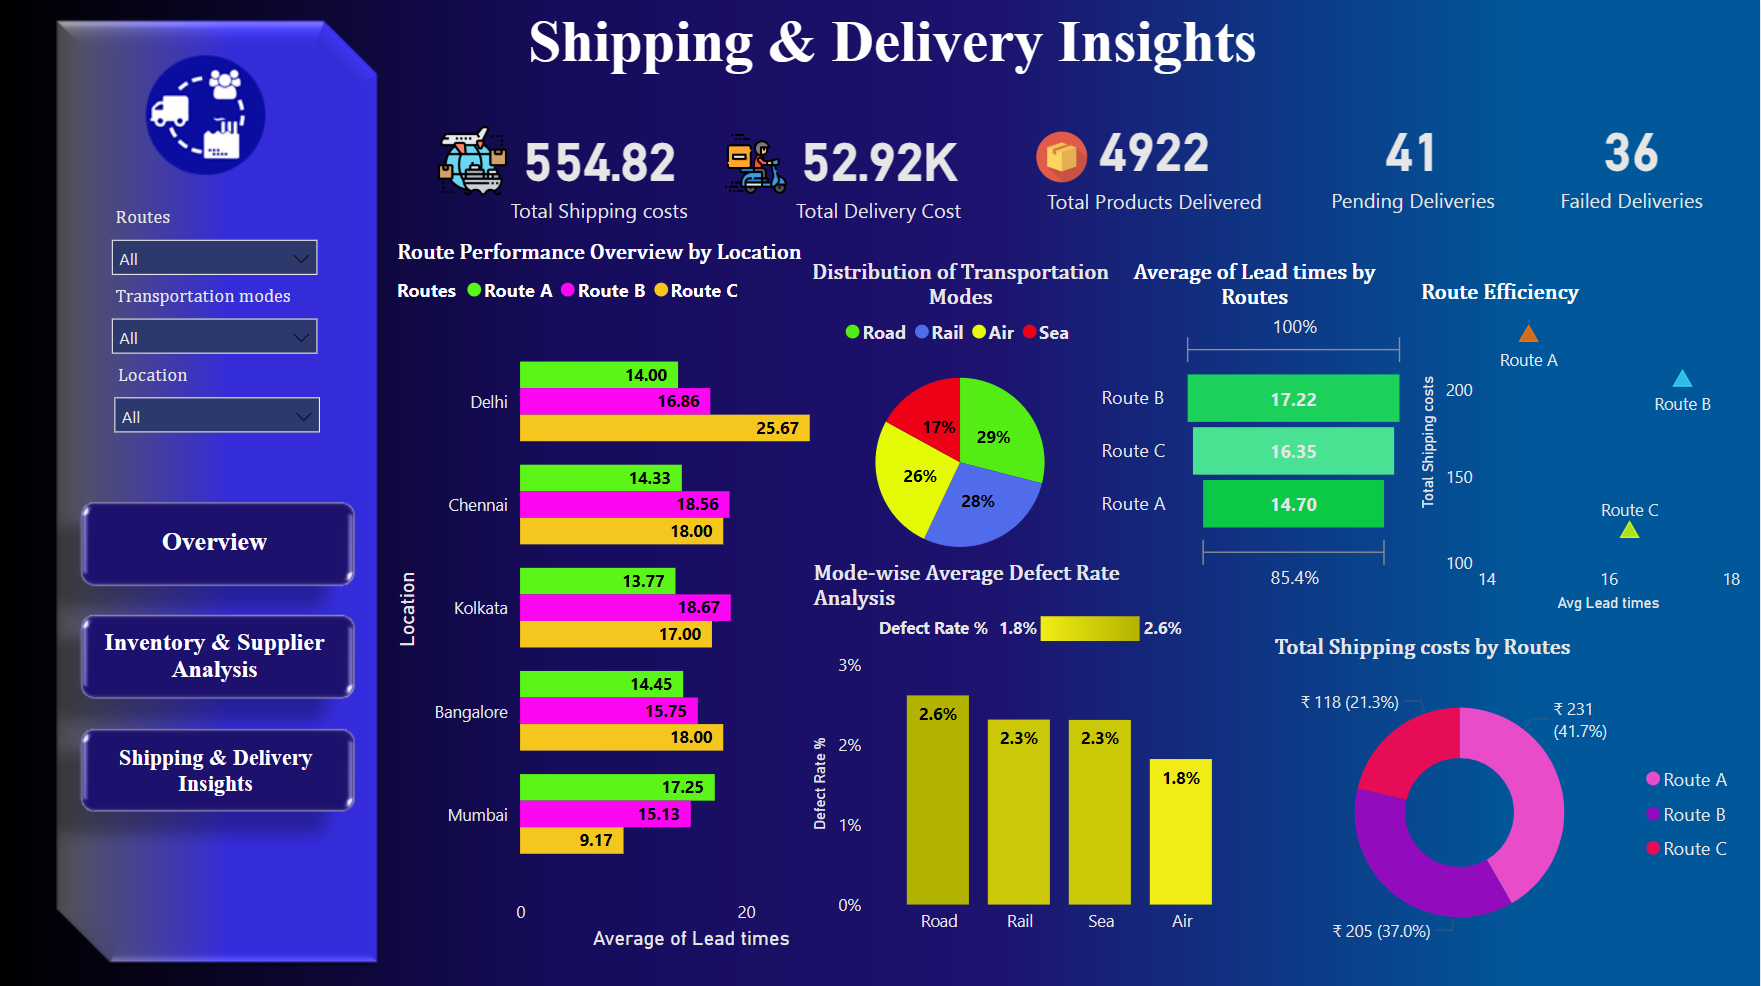 Shipping & Delivery Insights
554.82
Total Shipping costs
52.92K
Total Delivery Cost
4922
Total Products Delivered
41
Pending Deliveries
36
Failed Deliveries
Routes
All
Transportation modes
All
Location
All
Overview
Inventory & Supplier
Analysis
Shipping & Delivery
Insights
Route Performance Overview by Location
Routes Route A Route B Route C
Location
Delhi
14.00
16.86
25.67
Chennai
14.33
18.56
18.00
Kolkata
13.77
18.67
17.00
Bangalore
14.45
15.75
18.00
Mumbai
17.25
15.13
9.17
0 20
Average of Lead times
Distribution of Transportation
Modes
Road Rail Air Sea
17% 29%
26%
28%
Average of Lead times by
Routes
100%
Route B 17.22
Route C 16.35
Route A 14.70
85.4%
Route Efficiency
Total Shipping costs
Route A
200
Route B
150
Route C
100
14 16 18
Avg Lead times
Mode-wise Average Defect Rate
Analysis
Defect Rate % 1.8% 2.6%
Defect Rate %
3%
2%
1%
0%
2.6%
2.3%
2.3%
1.8%
Road Rail Sea Air
Total Shipping costs by Routes
₹ 118 (21.3%)
₹ 231
(41.7%)
₹ 205 (37.0%)
Route A
Route B
Route C